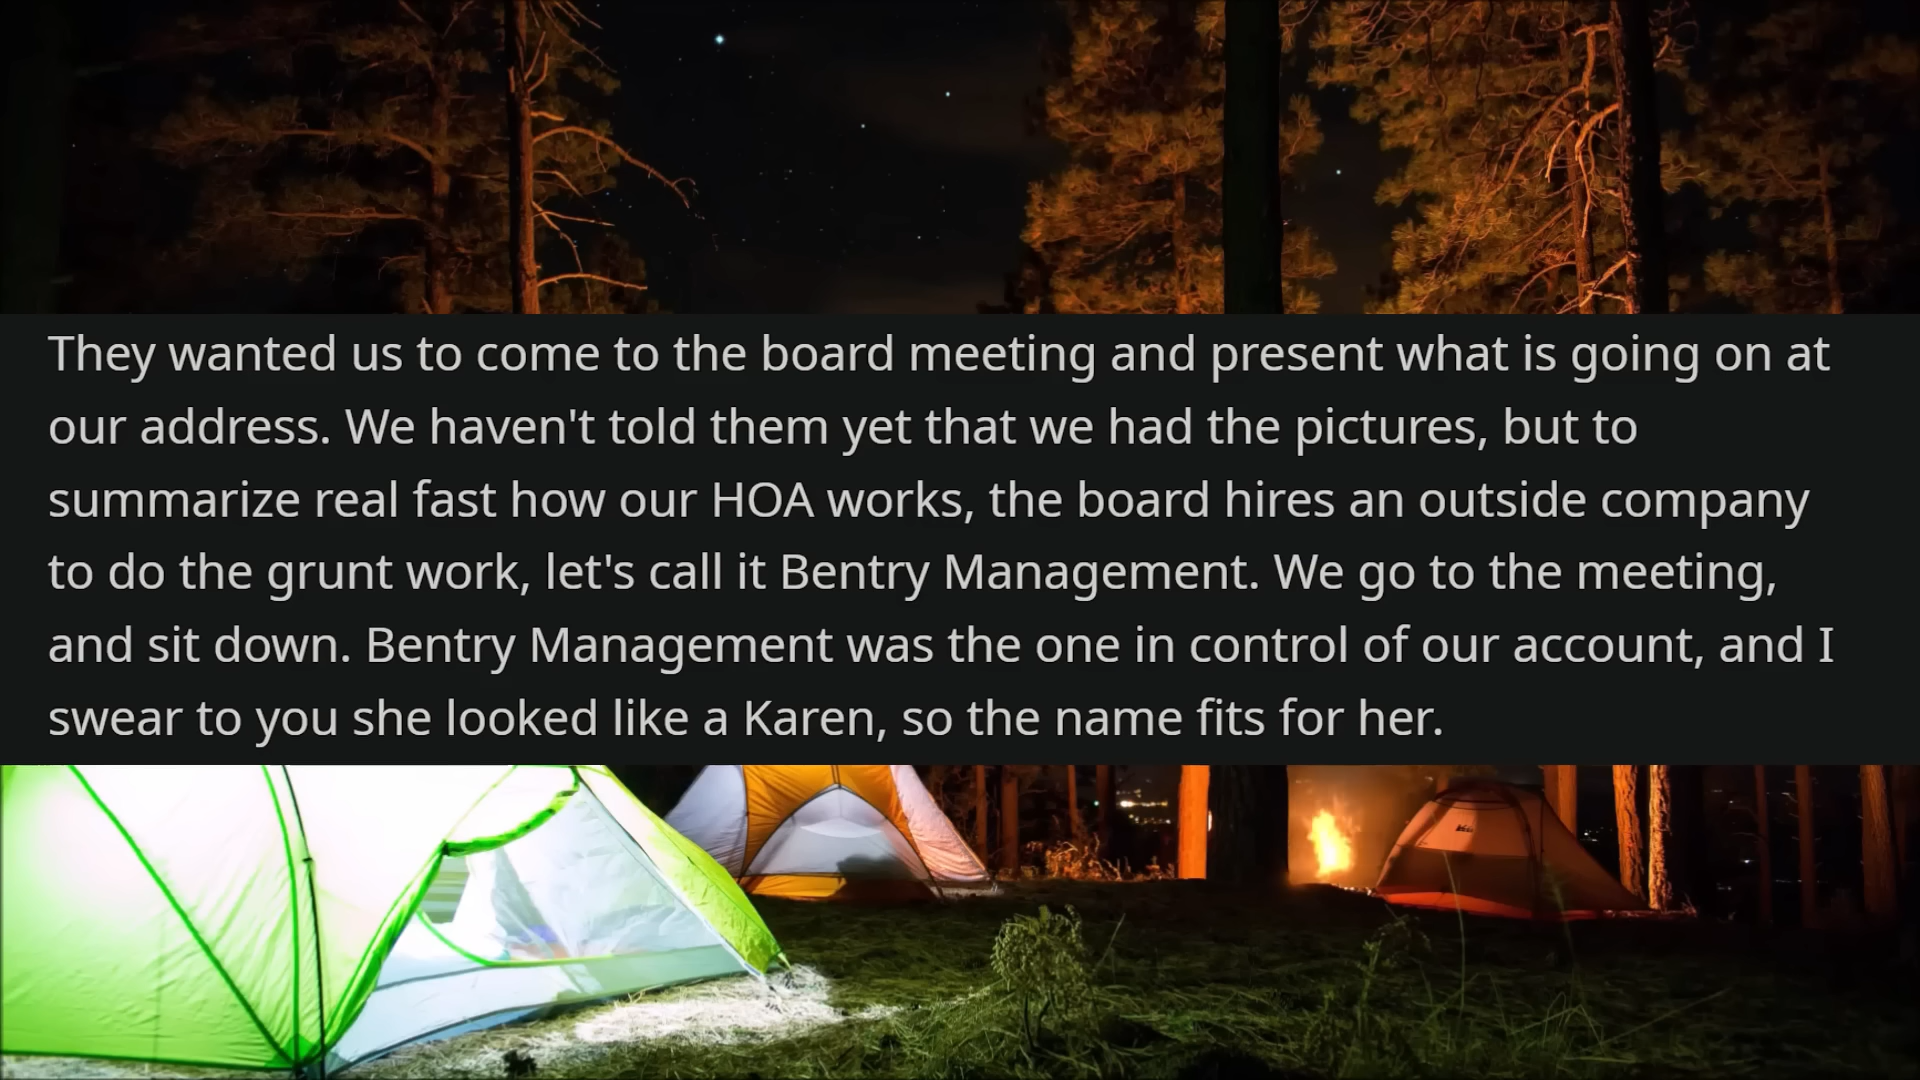 They wanted us to come to the board meeting and present what is going on at
our address. We haven't told them yet that we had the pictures, but to
summarize real fast how our HOA works, the board hires an outside company
to do the grunt work, let's call it Bentry Management. We go to the meeting,
and sit down. Bentry Management was the one in control of our account, and I
swear to you she looked like a Karen, so the name fits for her.